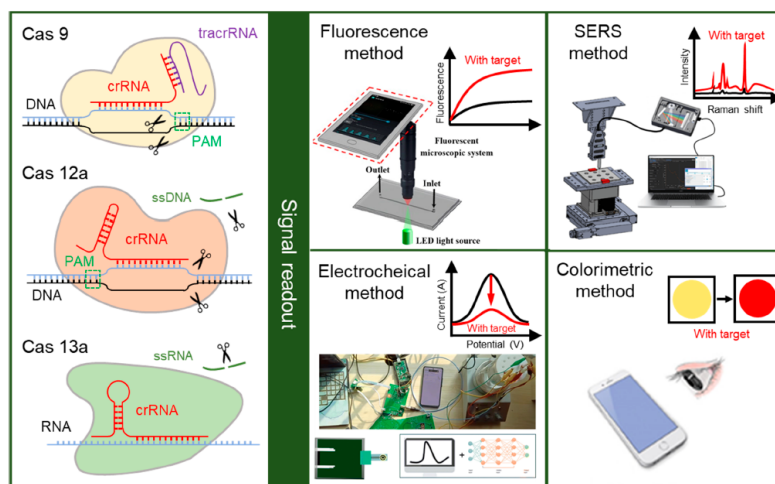 Cas 9
tracrRNA
crRNA
DNA
PAM
Cas 12a
ssDNA
crRNA
PAM
DNA
Cas 13a
ssRNA
crRNA
RNA
Signal readout
Fluorescence
method
With target
Fluorescence
Fluorescent
microscopic system
Outlet
Inlet
LED light source
SERS
method
With target
Intensity
Raman shift
Electrocheical
method
Current (A)
With target
Potential (V)
Colorimetric
method
With target